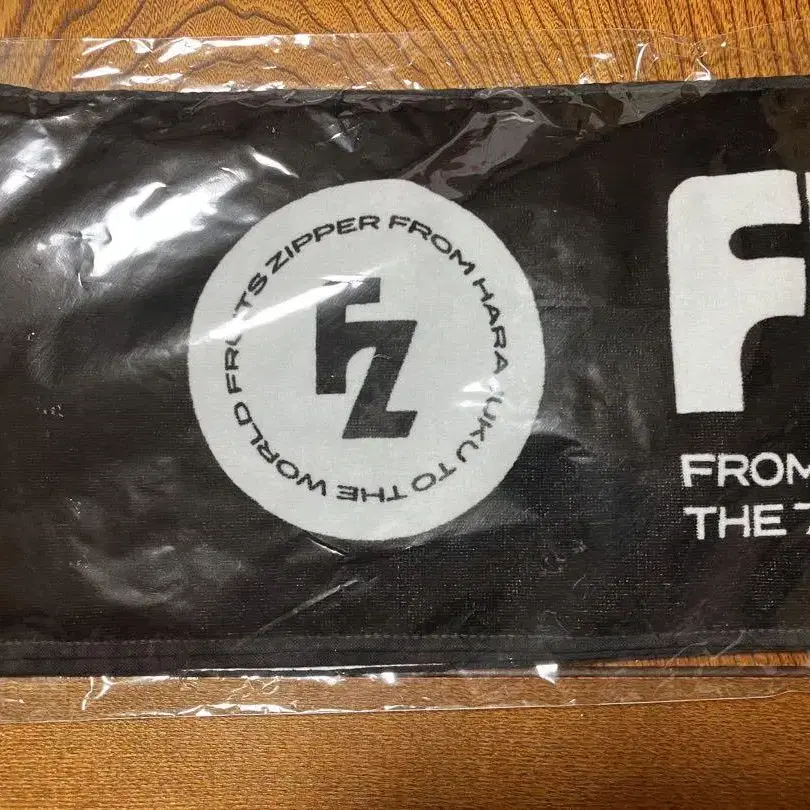 FRUITS ZIPPER FROM HARAJUKU TO THE WORLD
FZ
F
FROM
THE